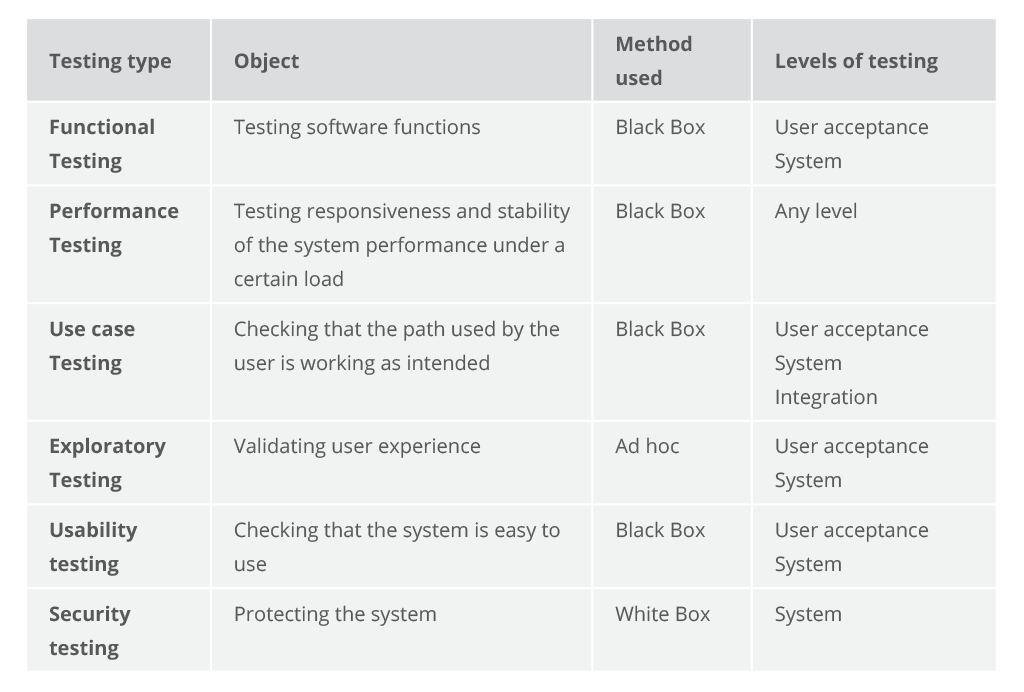 Testing type
Object
Method
used
Levels of testing
Functional
Testing
Testing software functions
Black Box
User acceptance
System
Performance
Testing
Testing responsiveness and stability
of the system performance under a
certain load
Black Box
Any level
Use case
Testing
Checking that the path used by the
user is working as intended
Black Box
User acceptance
System
Integration
Exploratory
Testing
Validating user experience
Ad hoc
User acceptance
System
Usability
testing
Checking that the system is easy to
use
Black Box
User acceptance
System
Security
testing
Protecting the system
White Box
System